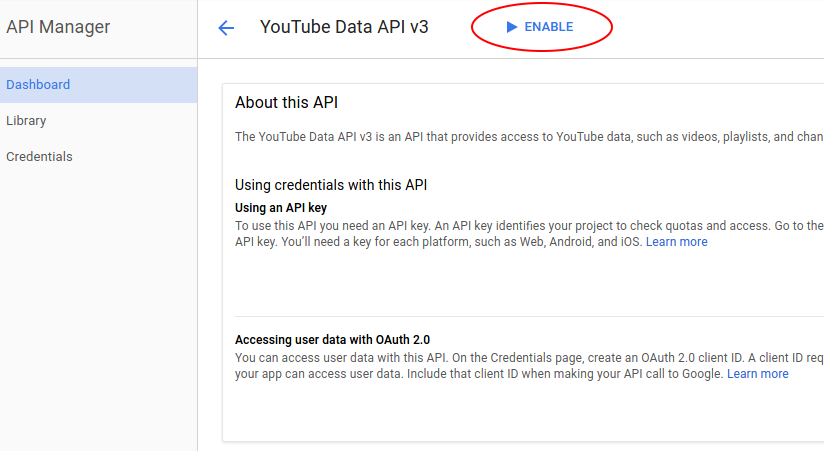 API Manager
YouTube Data API v3
ENABLE
Dashboard
Library
Credentials
About this API
The YouTube Data API v3 is an API that provides access to YouTube data, such as videos, playlists, and chan
Using credentials with this API
Using an API key
To use this API you need an API key. An API key identifies your project to check quotas and access. Go to the
API key. You'll need a key for each platform, such as Web, Android, and iOS. Learn more
Accessing user data with OAuth 2.0
You can access user data with this API. On the Credentials page, create an OAuth 2.0 client ID. A client ID req
your app can access user data. Include that client ID when making your API call to Google. Learn more